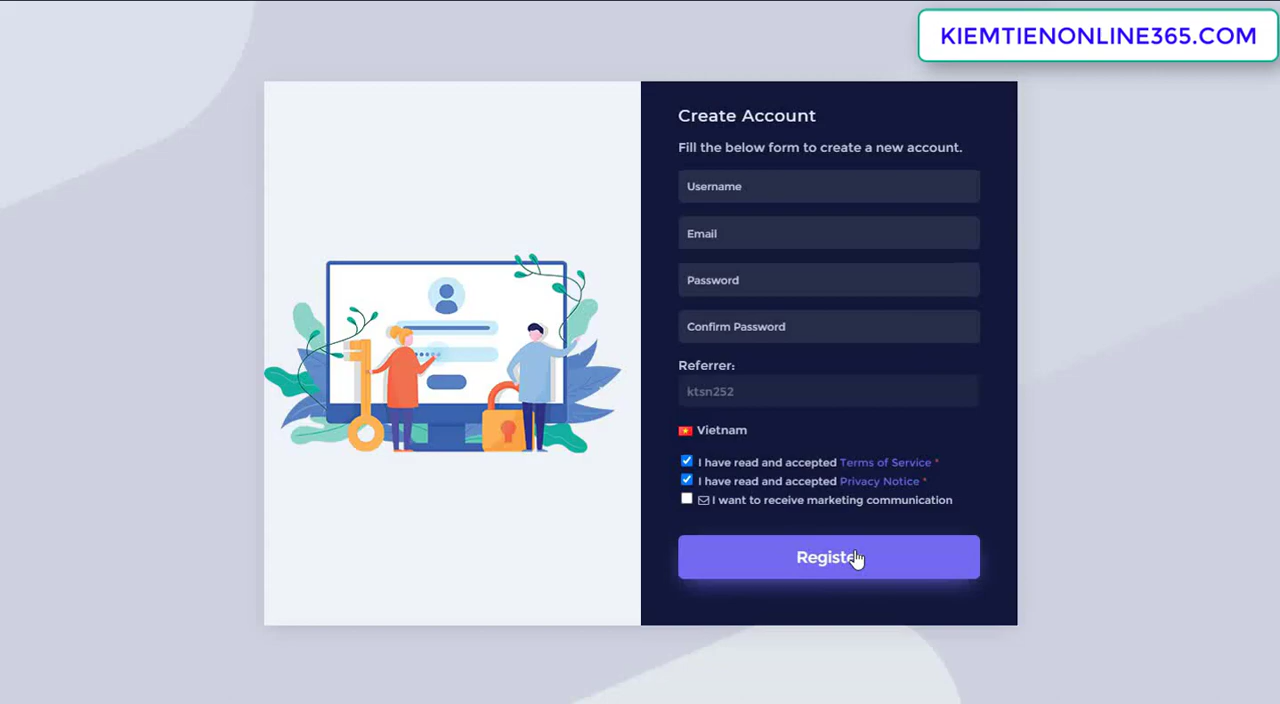 KIEMTIENONLINE365.COM
Create Account
Fill the below form to create a new account.
Username
Email
Password
Confirm Password
Referrer:
ktsn252
Vietnam
I have read and accepted Terms of Service *
I have read and accepted Privacy Notice *
I want to receive marketing communication
Register